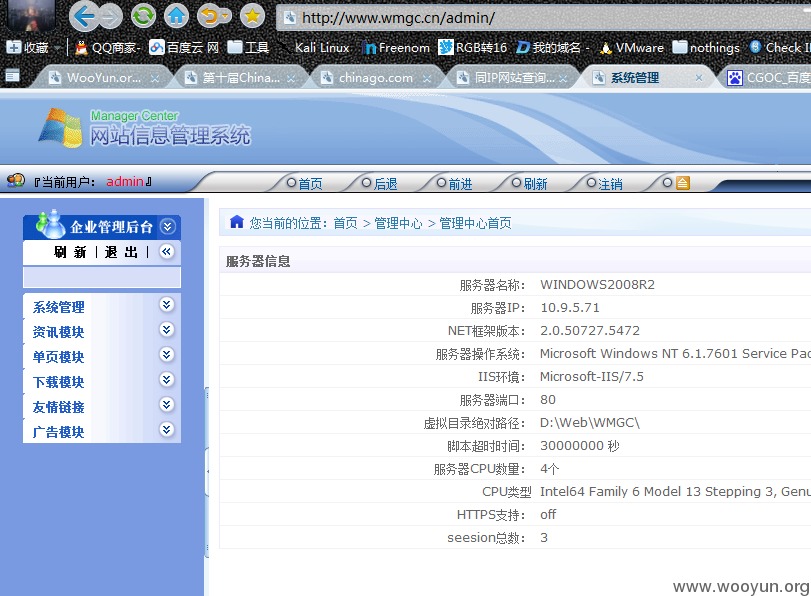 http://www.wmgc.cn/admin/
收藏 QQ商家- 百度云 网 工具 Kali Linux Freenom RGB转16 我的域名 - VMware nothings Check I
WooYun.or... 第十届China... chinago.com 同IP网站查询... 系统管理 CGOC_百度
Manager Center
网站信息管理系统
『当前用户： admin』 首页 后退 前进 刷新 注销
企业管理后台
刷 新 | 退 出 |
系统管理
资讯模块
单页模块
下载模块
友情链接
广告模块
您当前的位置：首页 > 管理中心 > 管理中心首页
服务器信息
服务器名称： WINDOWS2008R2
服务器IP： 10.9.5.71
NET框架版本： 2.0.50727.5472
服务器操作系统： Microsoft Windows NT 6.1.7601 Service Pac
IIS环境： Microsoft-IIS/7.5
服务器端口： 80
虚拟目录绝对路径： D:\Web\WMGC\
脚本超时时间： 30000000 秒
服务器CPU数量： 4个
CPU类型 Intel64 Family 6 Model 13 Stepping 3, Genu
HTTPS支持： off
seesion总数： 3
www.wooyun.org